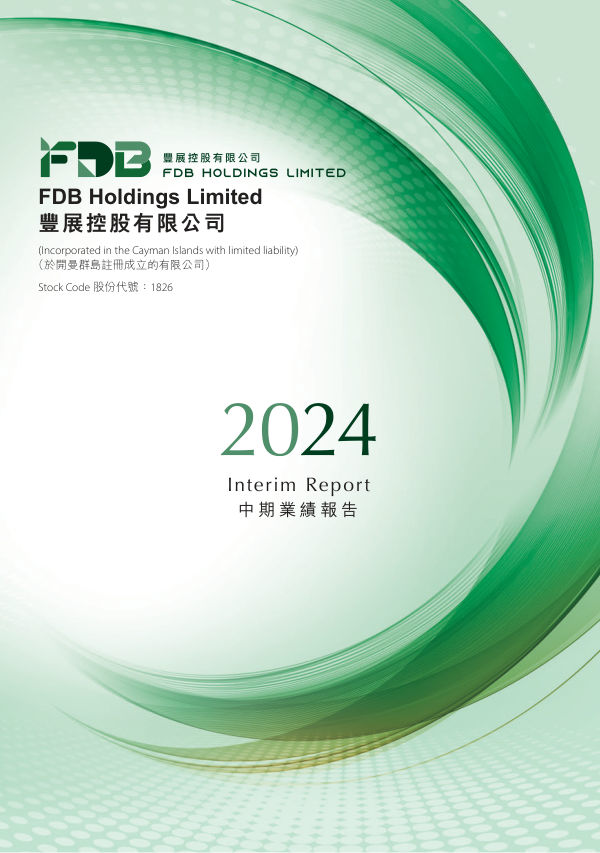 FDB
豐展控股有限公司
FDB HOLDINGS LIMITED
FDB Holdings Limited
豐展控股有限公司
(Incorporated in the Cayman Islands with limited liability)
(於開曼群島註冊成立的有限公司)
Stock Code 股份代號：1826
2024
Interim Report
中期業績報告